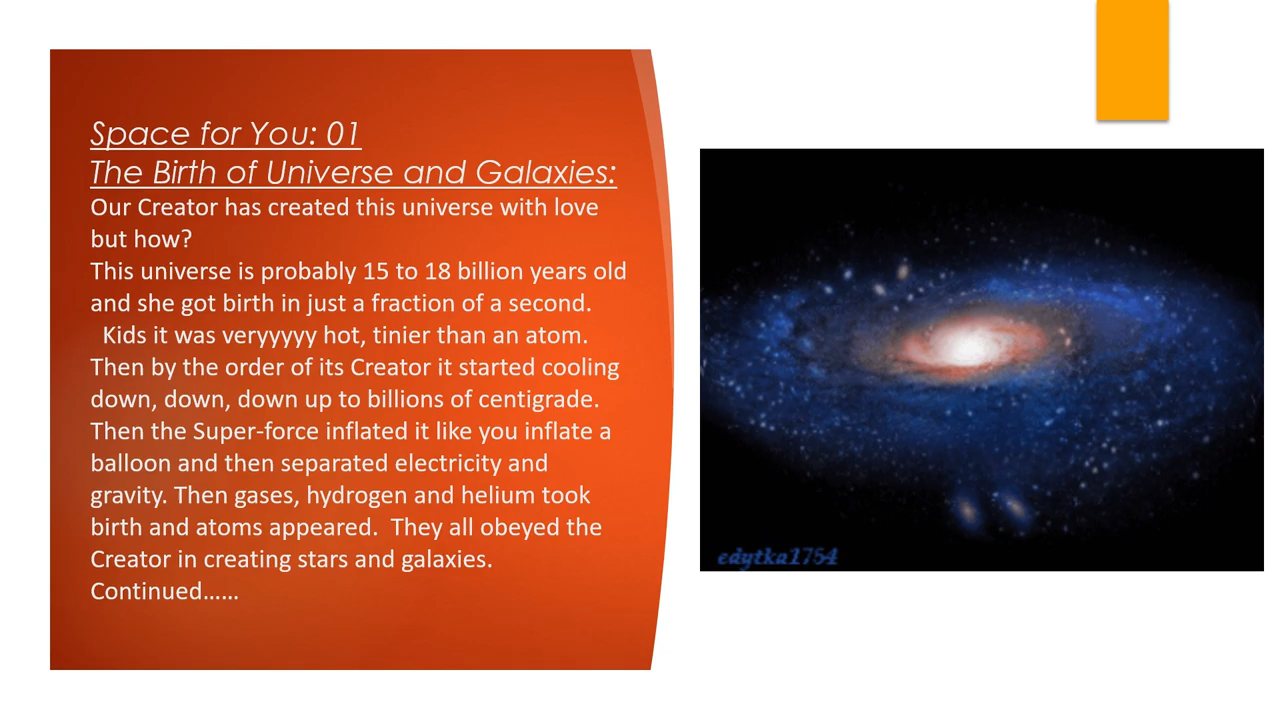 Space for You: 01
The Birth of Universe and Galaxies:
Our Creator has created this universe with love
but how?
This universe is probably 15 to 18 billion years old
and she got birth in just a fraction of a second.
Kids it was veryyyyy hot, tinier than an atom.
Then by the order of its Creator it started cooling
down, down, down up to billions of centigrade.
Then the Super-force inflated it like you inflate a
balloon and then separated electricity and
gravity. Then gases, hydrogen and helium took
birth and atoms appeared.  They all obeyed the
Creator in creating stars and galaxies.
Continued……
edytka1754